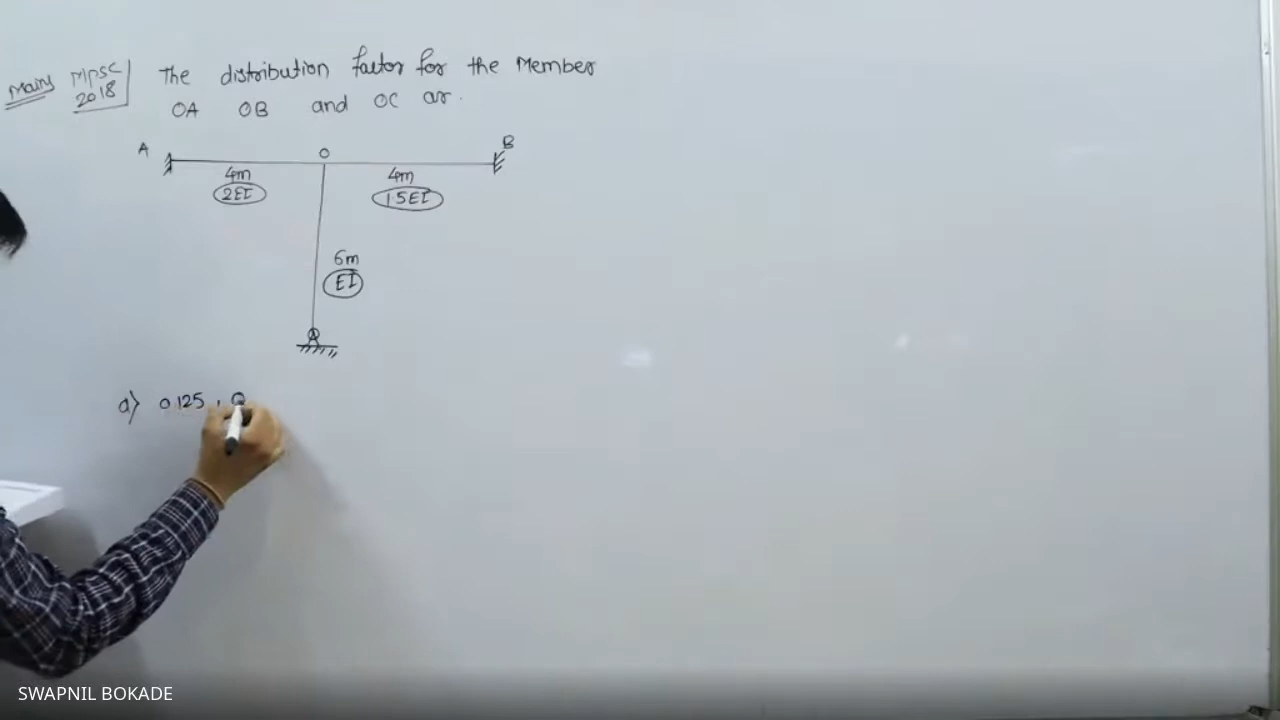 Mains MPSC 2018 The distribution factor for the Member
OA OB and OC ar.
A O B
4m 4m
2EI 1.5EI
6m
EI
a) 0.125 , 0
SWAPNIL BOKADE